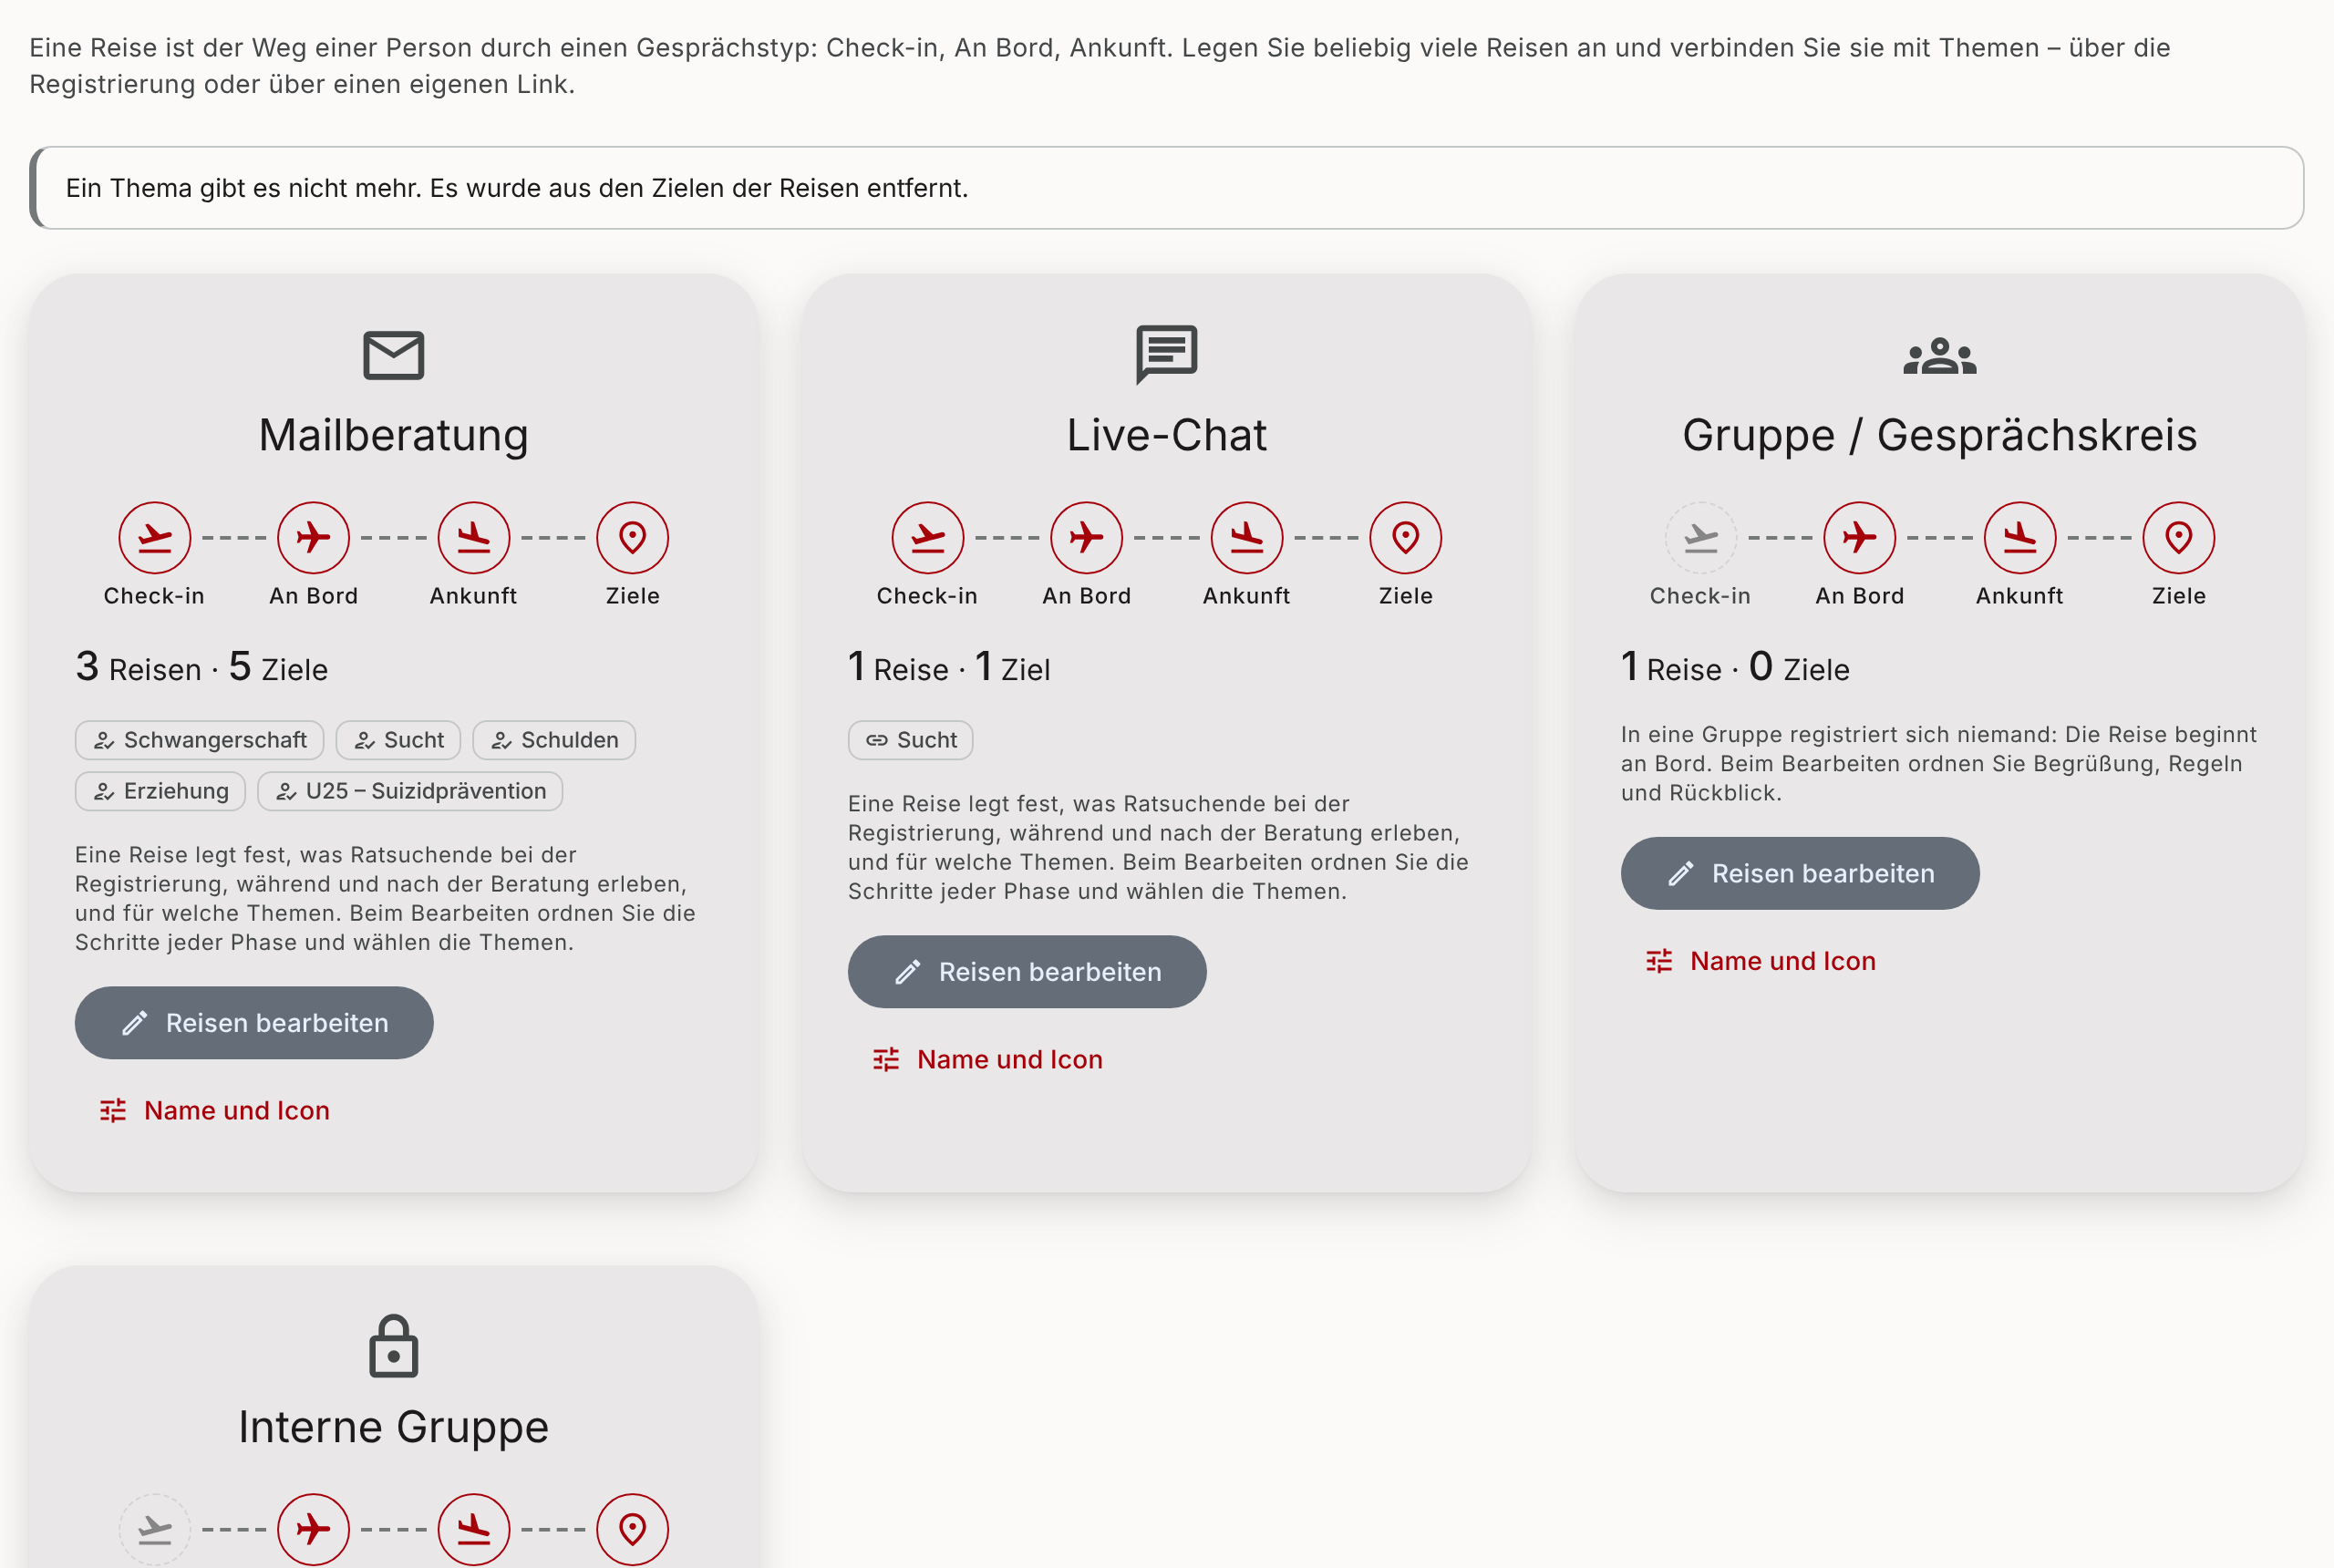 Eine Reise ist der Weg einer Person durch einen Gesprächstyp: Check-in, An Bord, Ankunft. Legen Sie beliebig viele Reisen an und verbinden Sie sie mit Themen – über die
Registrierung oder über einen eigenen Link.
Ein Thema gibt es nicht mehr. Es wurde aus den Zielen der Reisen entfernt.
Mailberatung
Check-in An Bord Ankunft Ziele
3 Reisen · 5 Ziele
Schwangerschaft Sucht Schulden
Erziehung U25 – Suizidprävention
Eine Reise legt fest, was Ratsuchende bei der
Registrierung, während und nach der Beratung erleben,
und für welche Themen. Beim Bearbeiten ordnen Sie die
Schritte jeder Phase und wählen die Themen.
Reisen bearbeiten
Name und Icon
Live-Chat
Check-in An Bord Ankunft Ziele
1 Reise · 1 Ziel
Sucht
Eine Reise legt fest, was Ratsuchende bei der
Registrierung, während und nach der Beratung erleben,
und für welche Themen. Beim Bearbeiten ordnen Sie die
Schritte jeder Phase und wählen die Themen.
Reisen bearbeiten
Name und Icon
Gruppe / Gesprächskreis
Check-in An Bord Ankunft Ziele
1 Reise · 0 Ziele
In eine Gruppe registriert sich niemand: Die Reise beginnt
an Bord. Beim Bearbeiten ordnen Sie Begrüßung, Regeln
und Rückblick.
Reisen bearbeiten
Name und Icon
Interne Gruppe